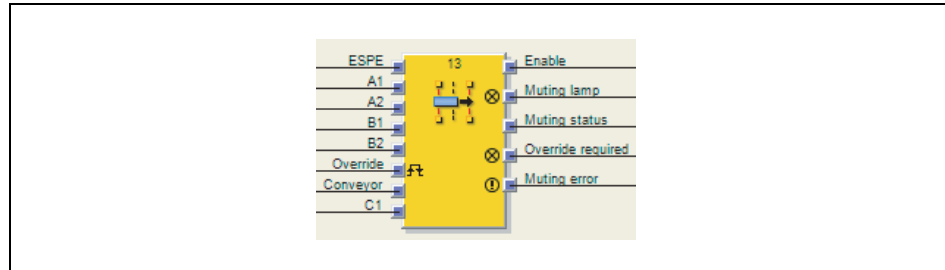 ESPE 13 Enable
A1
Muting lamp
A2
Muting status
B1
B2
Override required
Override
Muting error
Conveyor
C1